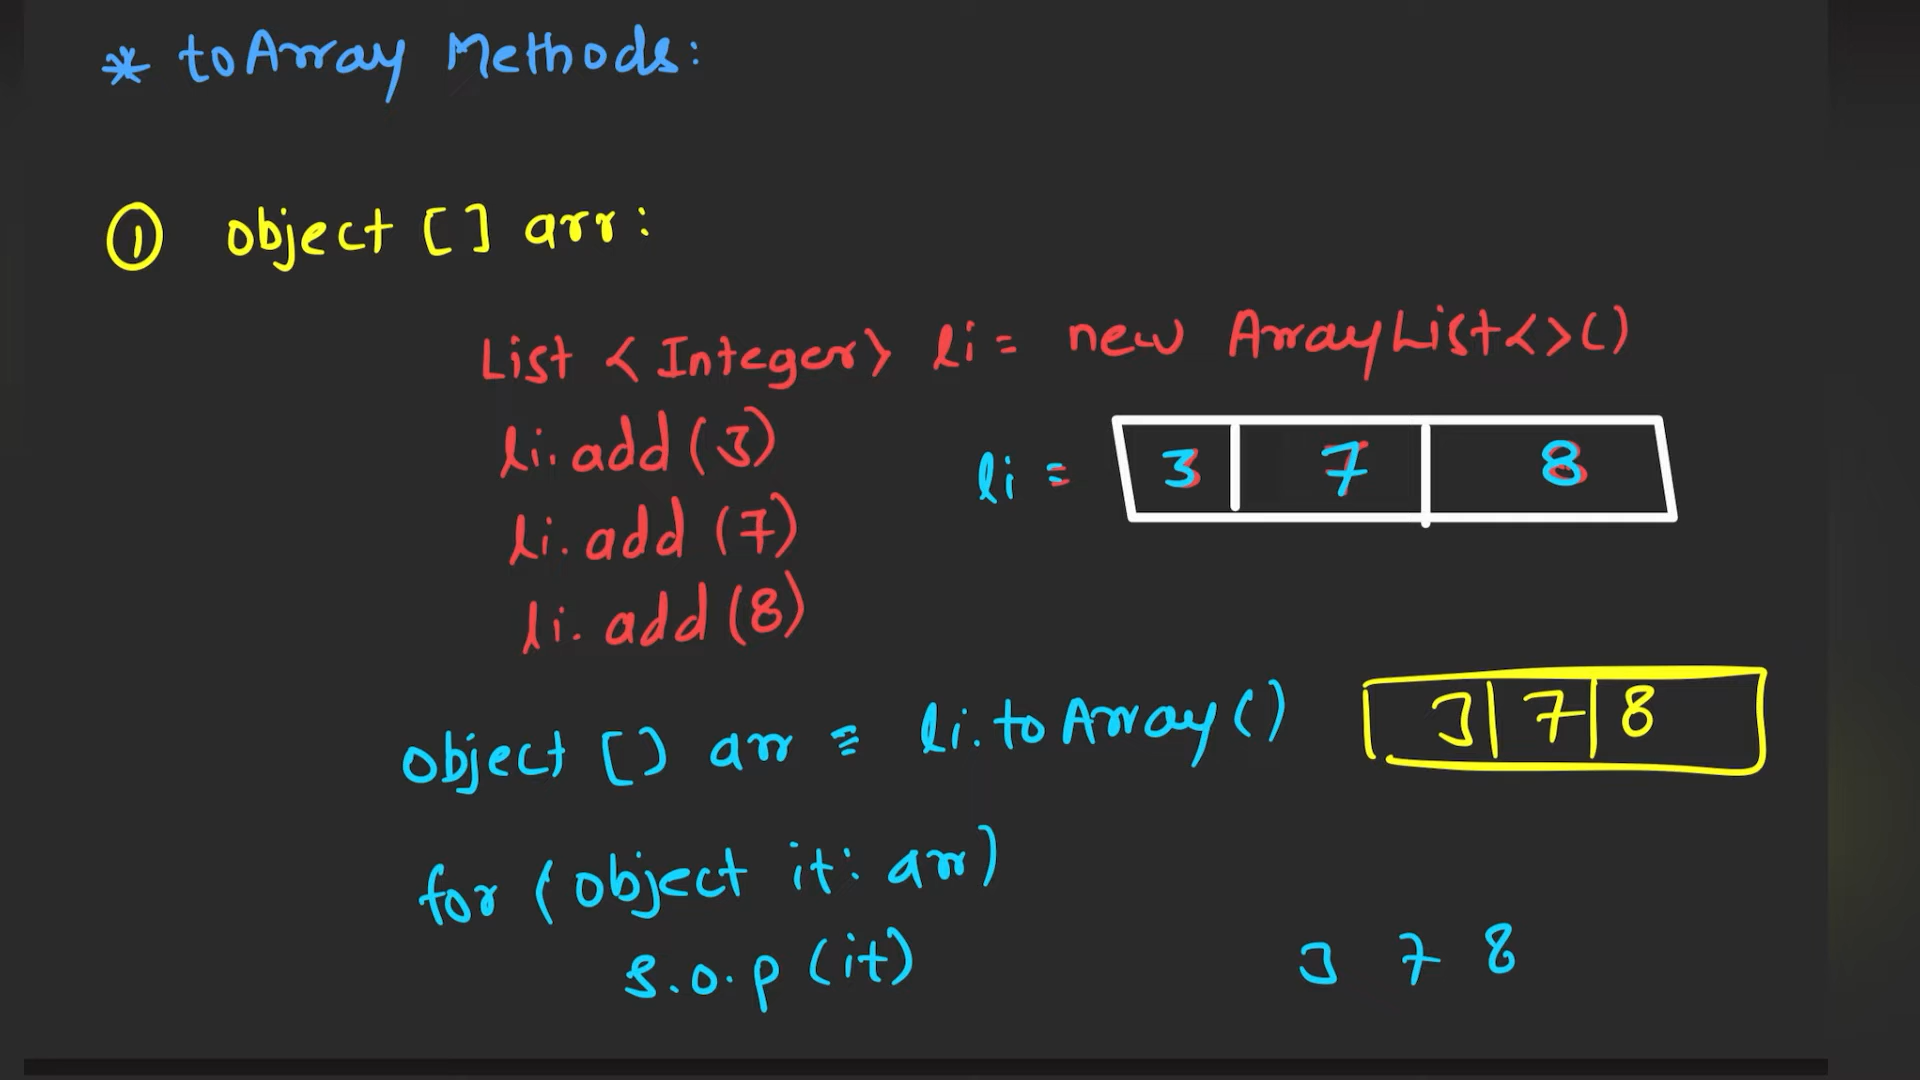 * toArray Methods:
① object [] arr:
List <Integer> li = new ArrayList<>()
li.add(3)
li = 3 7 8
li.add(7)
li.add(8)
object [] arr = li.toArray() 3 7 8
for (object it: arr)
s.o.p (it) 3 7 8